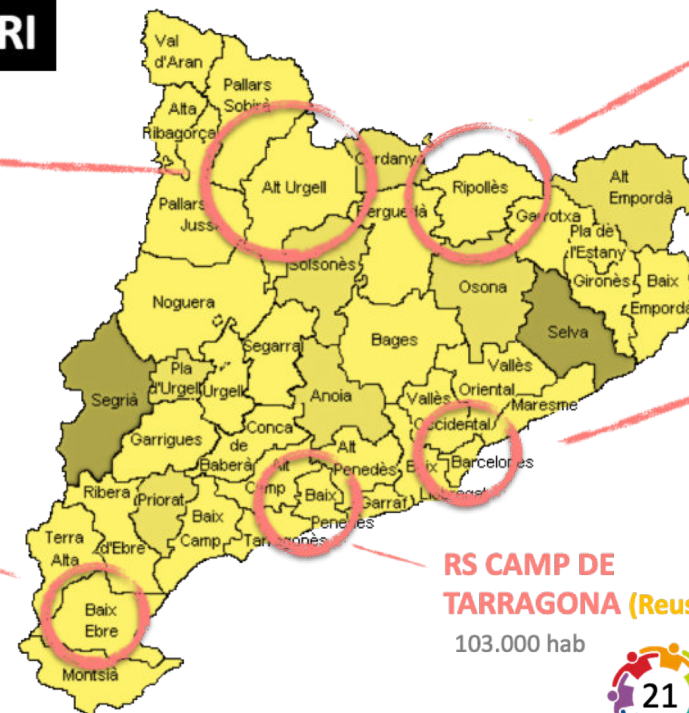 RI
Val
d'Aran
Pallars
Sobirà
Alta
Ribagorça
Alt Urgell
Cerdanya
Ripollès
Alt
Empordà
Pallars
Jussà
Berguedà
Garrotxa
Pla de
l'Estany
Solsonès
Osona
Gironès
Baix
Empordà
Noguera
Selva
Segarra
Bages
Segrià
Pla
d'Urgell
Urgell
Anoia
Vallès
Oriental
Vallès
Occidental
Maresme
Garrigues
Conca
de
Baberà
Alt
Penedès
Alt
Camp
Baix
Llobregat
Barcelonès
Ribera
d'Ebre
Priorat
Baix
Camp
Tarragonès
Baix
Penedès
Garraf
Terra
Alta
Baix
Ebre
Montsià
RS CAMP DE
TARRAGONA (Reus
103.000 hab
21